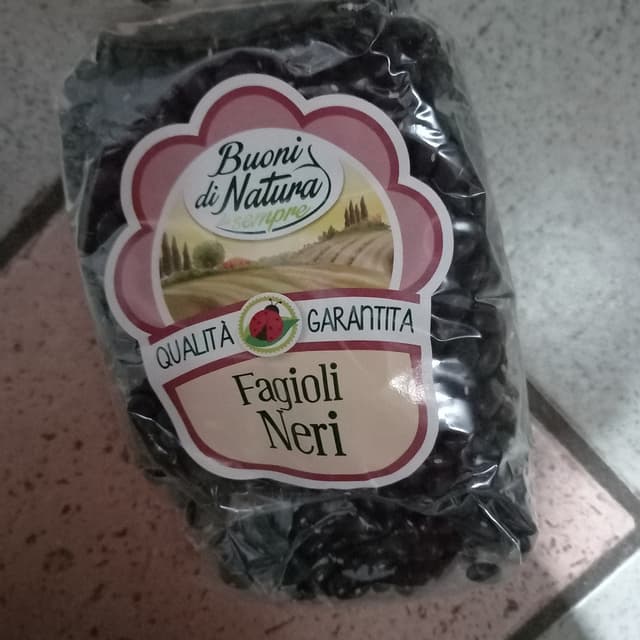 Buoni
di Natura
sempre
QUALITÀ GARANTITA
Fagioli
Neri